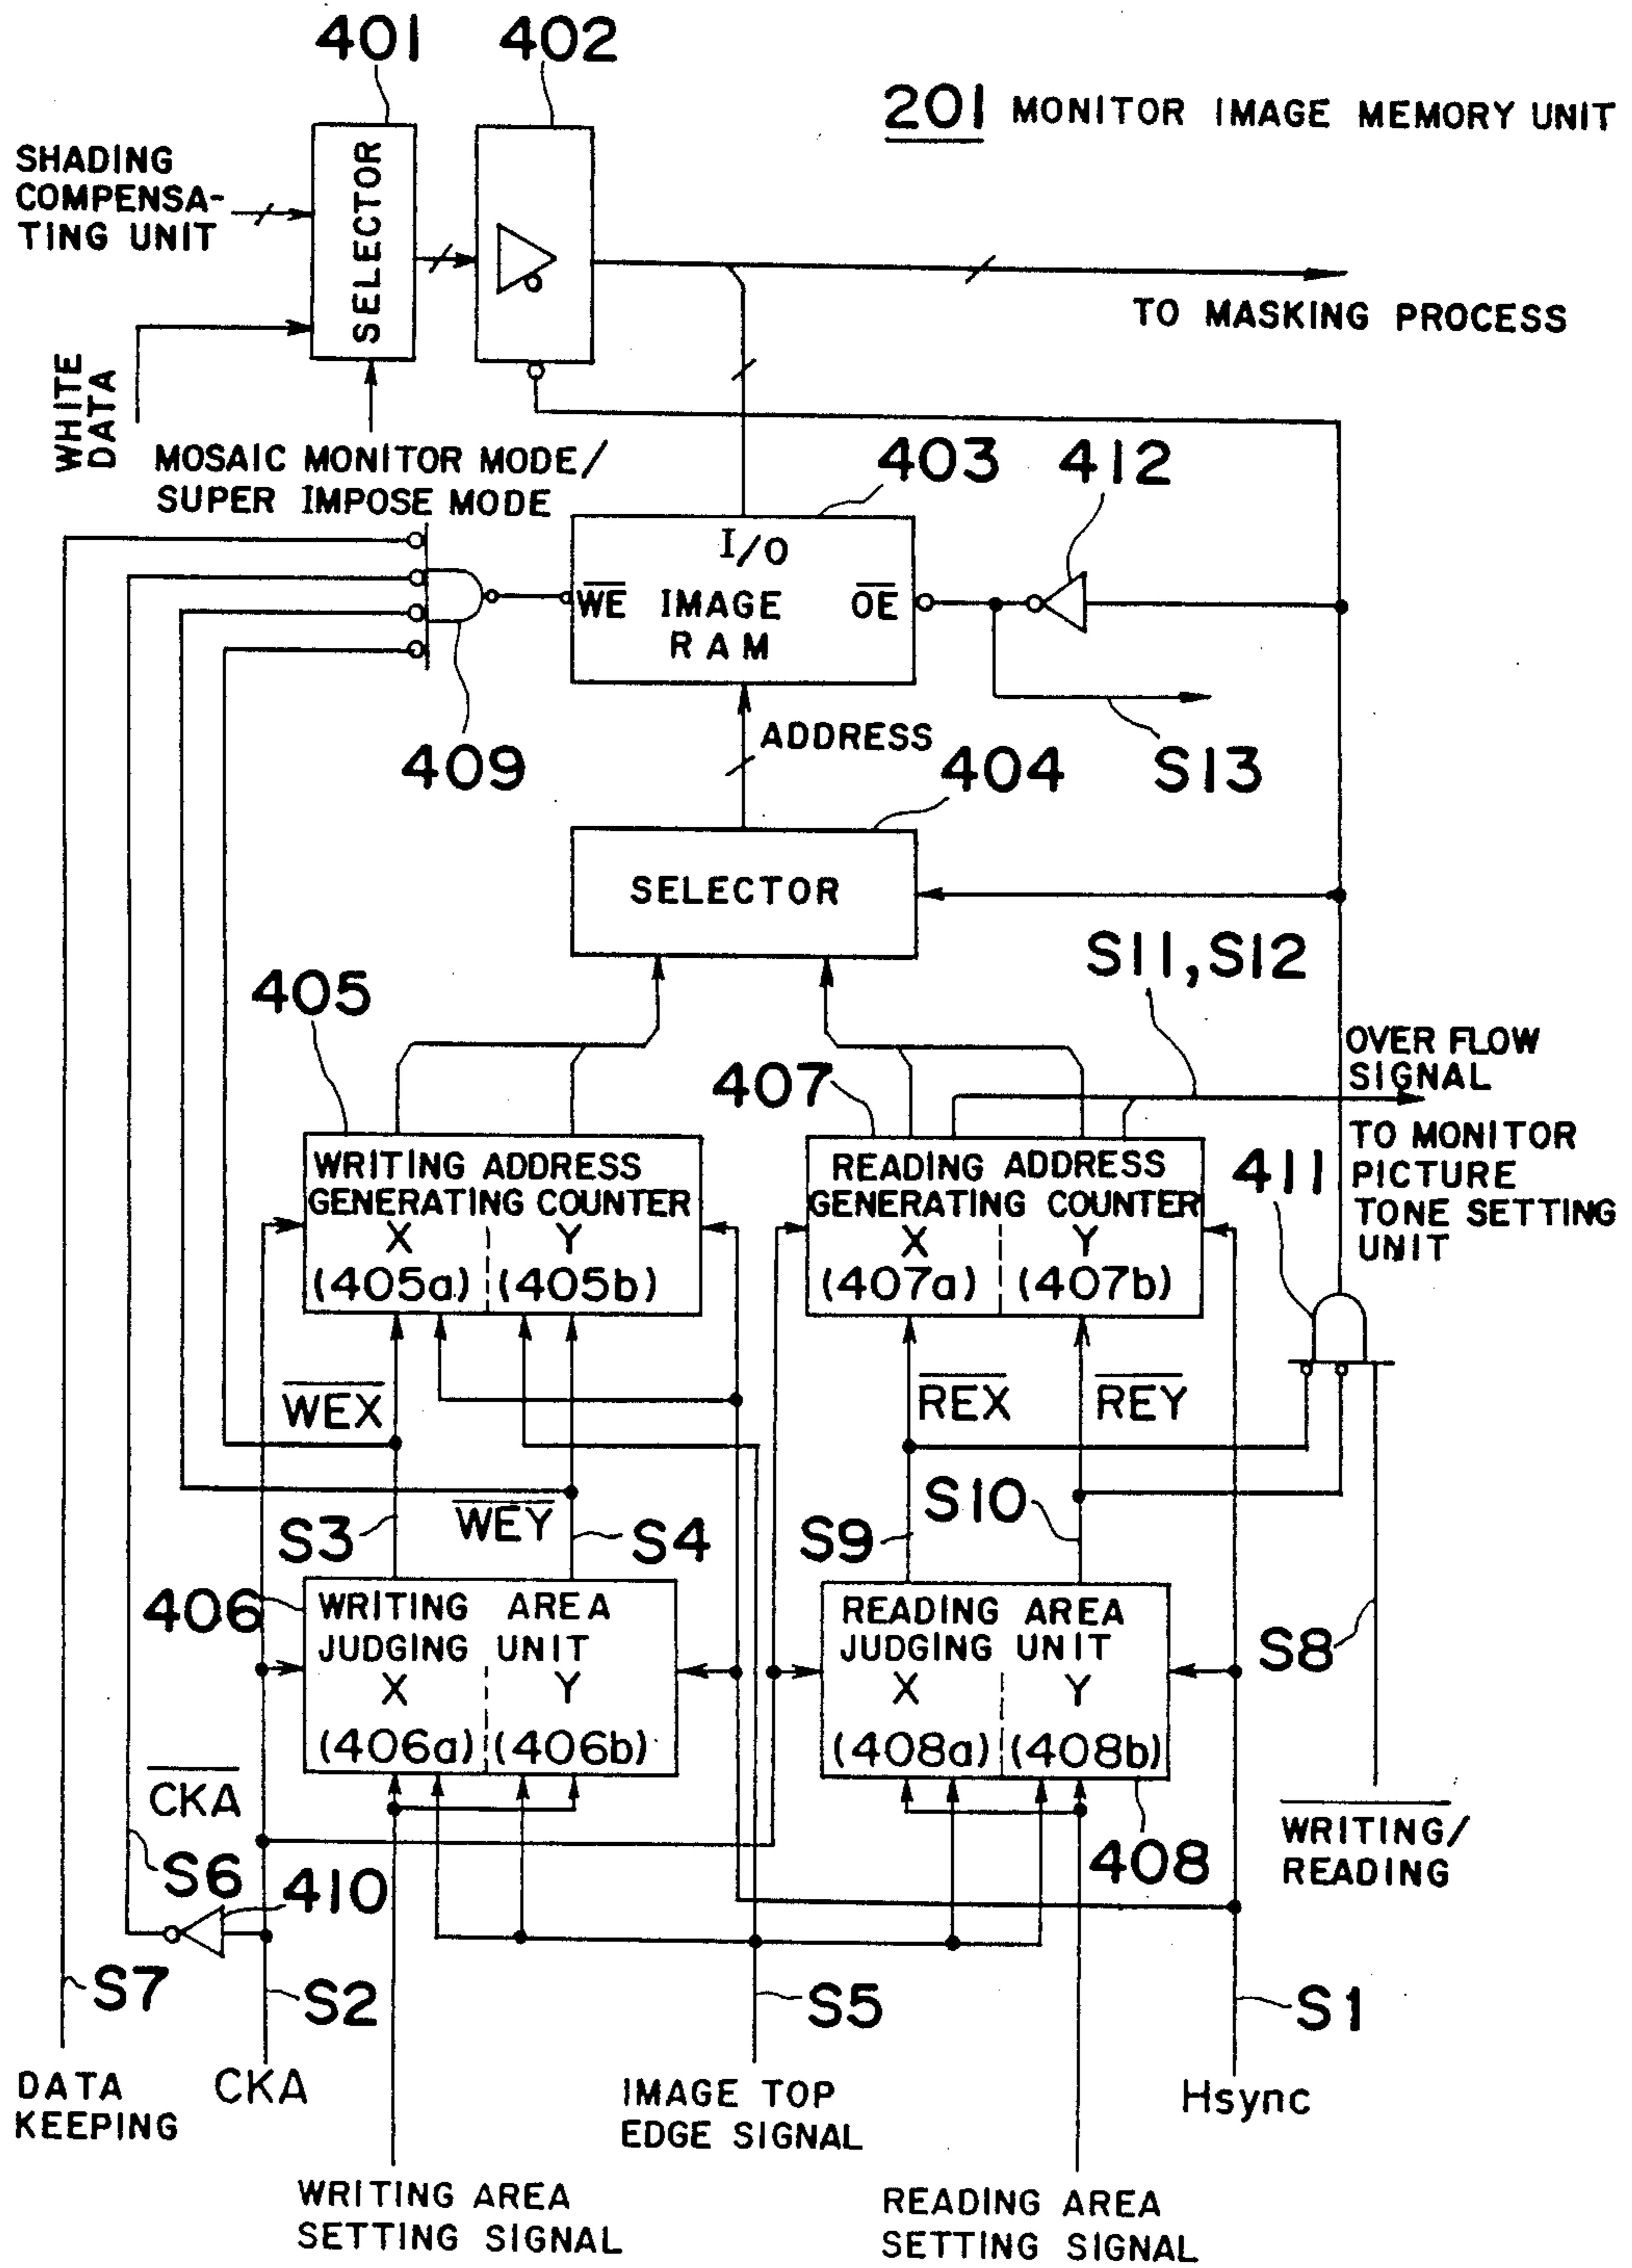 401
402
201 MONITOR IMAGE MEMORY UNIT
SHADING
COMPENSA-
TING UNIT
SELECTOR
TO MASKING PROCESS
WHITE
DATA
MOSAIC MONITOR MODE/
SUPER IMPOSE MODE
403
412
I/O
WE IMAGE OE
RAM
409
ADDRESS
404
S13
SELECTOR
S11, S12
405
OVER FLOW
SIGNAL
407
TO MONITOR
PICTURE
TONE SETTING
UNIT
411
WRITING ADDRESS
GENERATING COUNTER
X Y
(405a) (405b)
READING ADDRESS
GENERATING COUNTER
X Y
(407a) (407b)
WEX
REX
REY
WEY
S3
S4
S9
S10
406
WRITING AREA
JUDGING UNIT
X Y
(406a) (406b)
READING AREA
JUDGING UNIT
X Y
(408a) (408b)
S8
CKA
WRITING/
READING
S6
410
408
S7
S2
S5
S1
DATA
KEEPING
CKA
IMAGE TOP
EDGE SIGNAL
Hsync
WRITING AREA
SETTING SIGNAL
READING AREA
SETTING SIGNAL